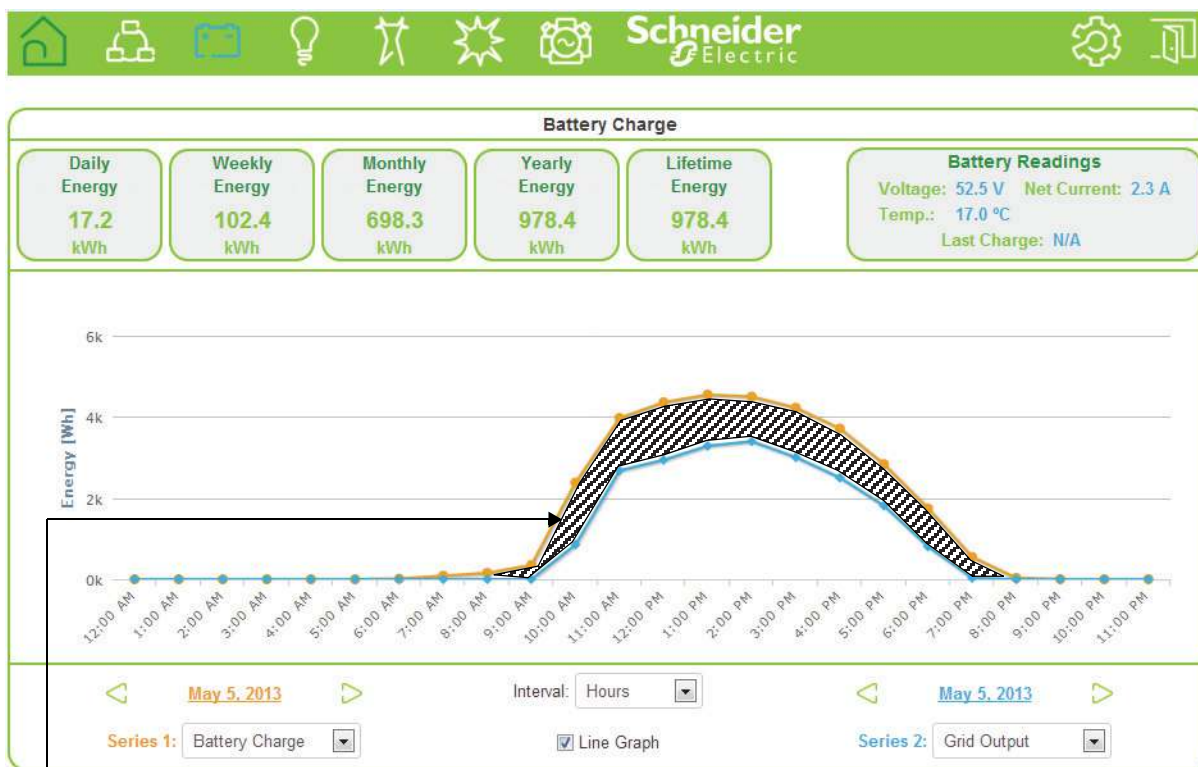 Schneider
Electric
Battery Charge
Daily Energy
17.2
kWh
Weekly Energy
102.4
kWh
Monthly Energy
698.3
kWh
Yearly Energy
978.4
kWh
Lifetime Energy
978.4
kWh
Battery Readings
Voltage: 52.5 V Net Current: 2.3 A
Temp.: 17.0 ºC
Last Charge: N/A
Energy [Wh]
6k
4k
2k
0k
12:00 AM 1:00 AM 2:00 AM 3:00 AM 4:00 AM 5:00 AM 6:00 AM 7:00 AM 8:00 AM 9:00 AM 10:00 AM 11:00 AM 12:00 PM 1:00 PM 2:00 PM 3:00 PM 4:00 PM 5:00 PM 6:00 PM 7:00 PM 8:00 PM 9:00 PM 10:00 PM 11:00 PM
May 5, 2013 Interval: Hours May 5, 2013
Series 1: Battery Charge Line Graph Series 2: Grid Output